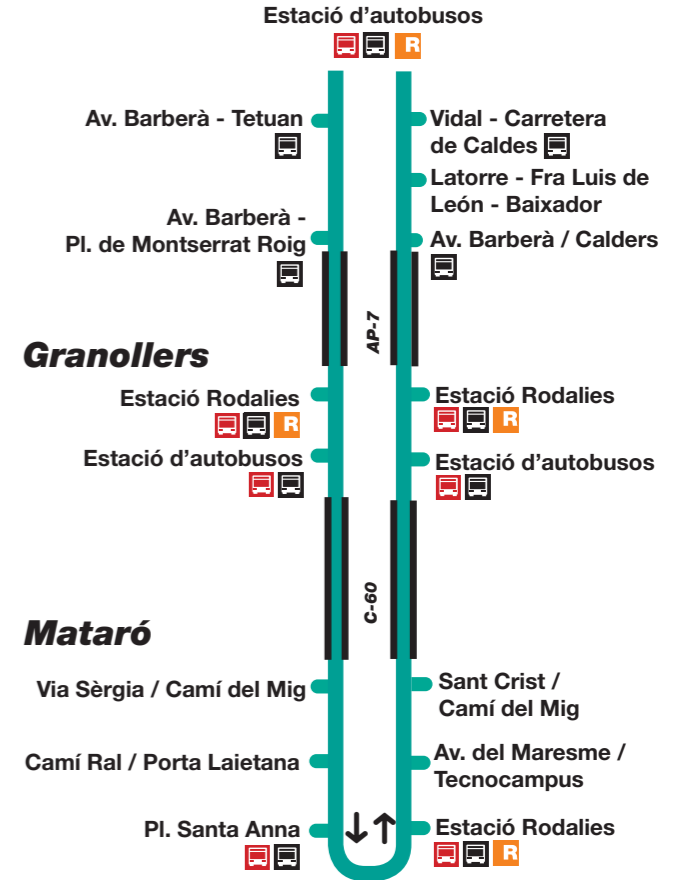 Estació d'autobusos
R
Av. Barberà - Tetuan
Vidal - Carretera
de Caldes
Latorre - Fra Luis de
León - Baixador
Av. Barberà -
Pl. de Montserrat Roig
Av. Barberà / Calders
AP-7
Granollers
Estació Rodalies
R
Estació Rodalies
R
Estació d'autobusos
Estació d'autobusos
C-60
Mataró
Via Sèrgia / Camí del Mig
Sant Crist /
Camí del Mig
Camí Ral / Porta Laietana
Av. del Maresme /
Tecnocampus
Pl. Santa Anna
Estació Rodalies
R